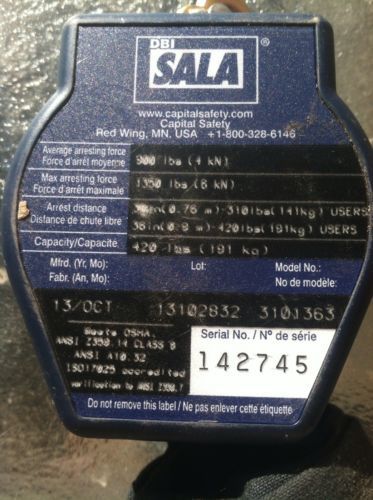 DBI
SALA®
www.capitalsafety.com
Capital Safety
Red Wing, MN, USA +1-800-328-6146
Average arresting force
Force d'arrêt moyenne
900 lbs (4 kN)
Max arresting force
Force d'arrêt maximale
1350 lbs (6 kN)
Arrest distance
Distance de chute libre
(0.76 m)-310lbs(141kg) USERS
(0.9 m)-420lbs(191kg) USERS
Capacity/Capacité
420 lbs (191 kg)
Mfrd. (Yr, Mo): Lot: Model No.:
Fabr. (An, Mo): No de modèle:
13/OCT 13102832 3101363
Meets OSHA,
ANSI Z359.14 CLASS B
ANSI A10.32
ISO17025 accredited
verification to ANSI Z359.7
Serial No. / Nº de série
142745
Do not remove this label / Ne pas enlever cette étiquette